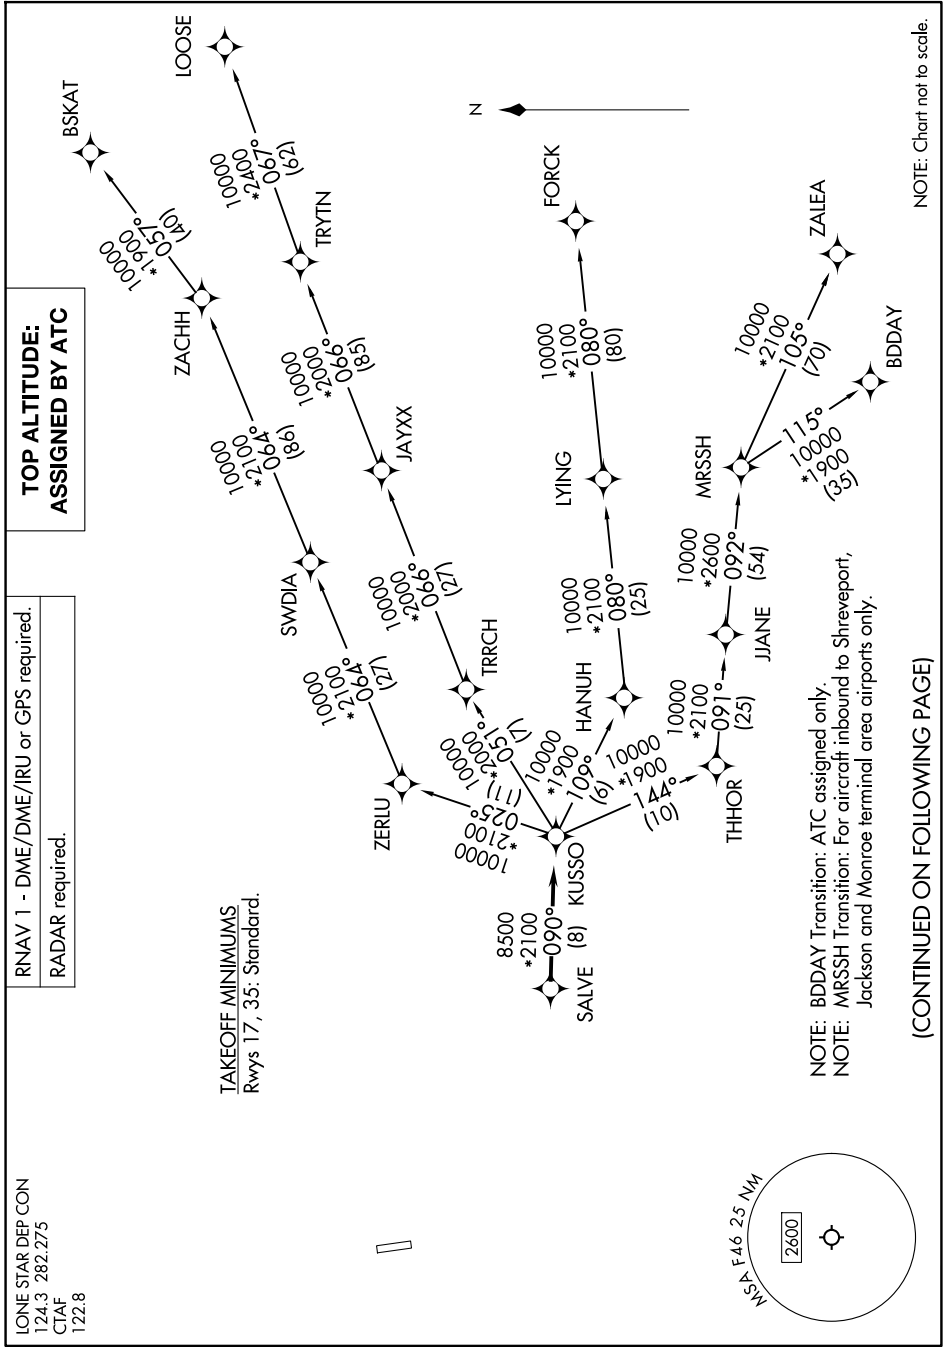 LONE STAR DEP CON
124.3 282.275
CTAF
122.8
RNAV 1 - DME/DME/IRU or GPS required.
RADAR required.
TOP ALTITUDE:
ASSIGNED BY ATC
TAKEOFF MINIMUMS
Rwys 17, 35: Standard.
BSKAT
10000
*1900
057°
(40)
ZACHH
10000
*2100
064°
(86)
SWDIA
10000
*2100
064°
(27)
ZERLU
10000
*2100
025°
(11)
LOOSE
10000
*2400
067°
(62)
TRYTN
10000
*2000
066°
(85)
JAYXX
10000
*2000
066°
(27)
TRRCH
10000
*2000
051°
(7)
N
FORCK
10000
*2100
080°
(80)
LYING
10000
*2100
080°
(25)
HANUH
10000
*1900
109°
(6)
SALVE
8500
*2100
090°
(8)
KUSSO
10000
*1900
144°
(10)
THHOR
10000
*2100
091°
(25)
JJANE
10000
*2600
092°
(54)
MRSSH
10000
*2100
105°
(70)
ZALEA
115°
10000
*1900
(35)
BDDAY
MSA F46 25 NM
2600
NOTE: BDDAY Transition: ATC assigned only.
NOTE: MRSSH Transition: For aircraft inbound to Shreveport,
Jackson and Monroe terminal area airports only.
NOTE: Chart not to scale.
(CONTINUED ON FOLLOWING PAGE)